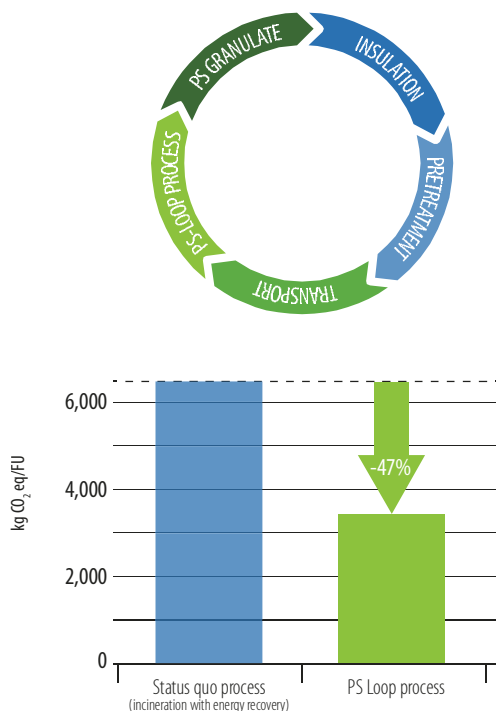 PS GRANULATE
INSULATION
PRETREATMENT
TRANSPORT
PS-LOOP PROCESS
kg CO₂ eq/FU
6,000
4,000
2,000
0
-47%
Status quo process
(incineration with energy recovery)
PS Loop process